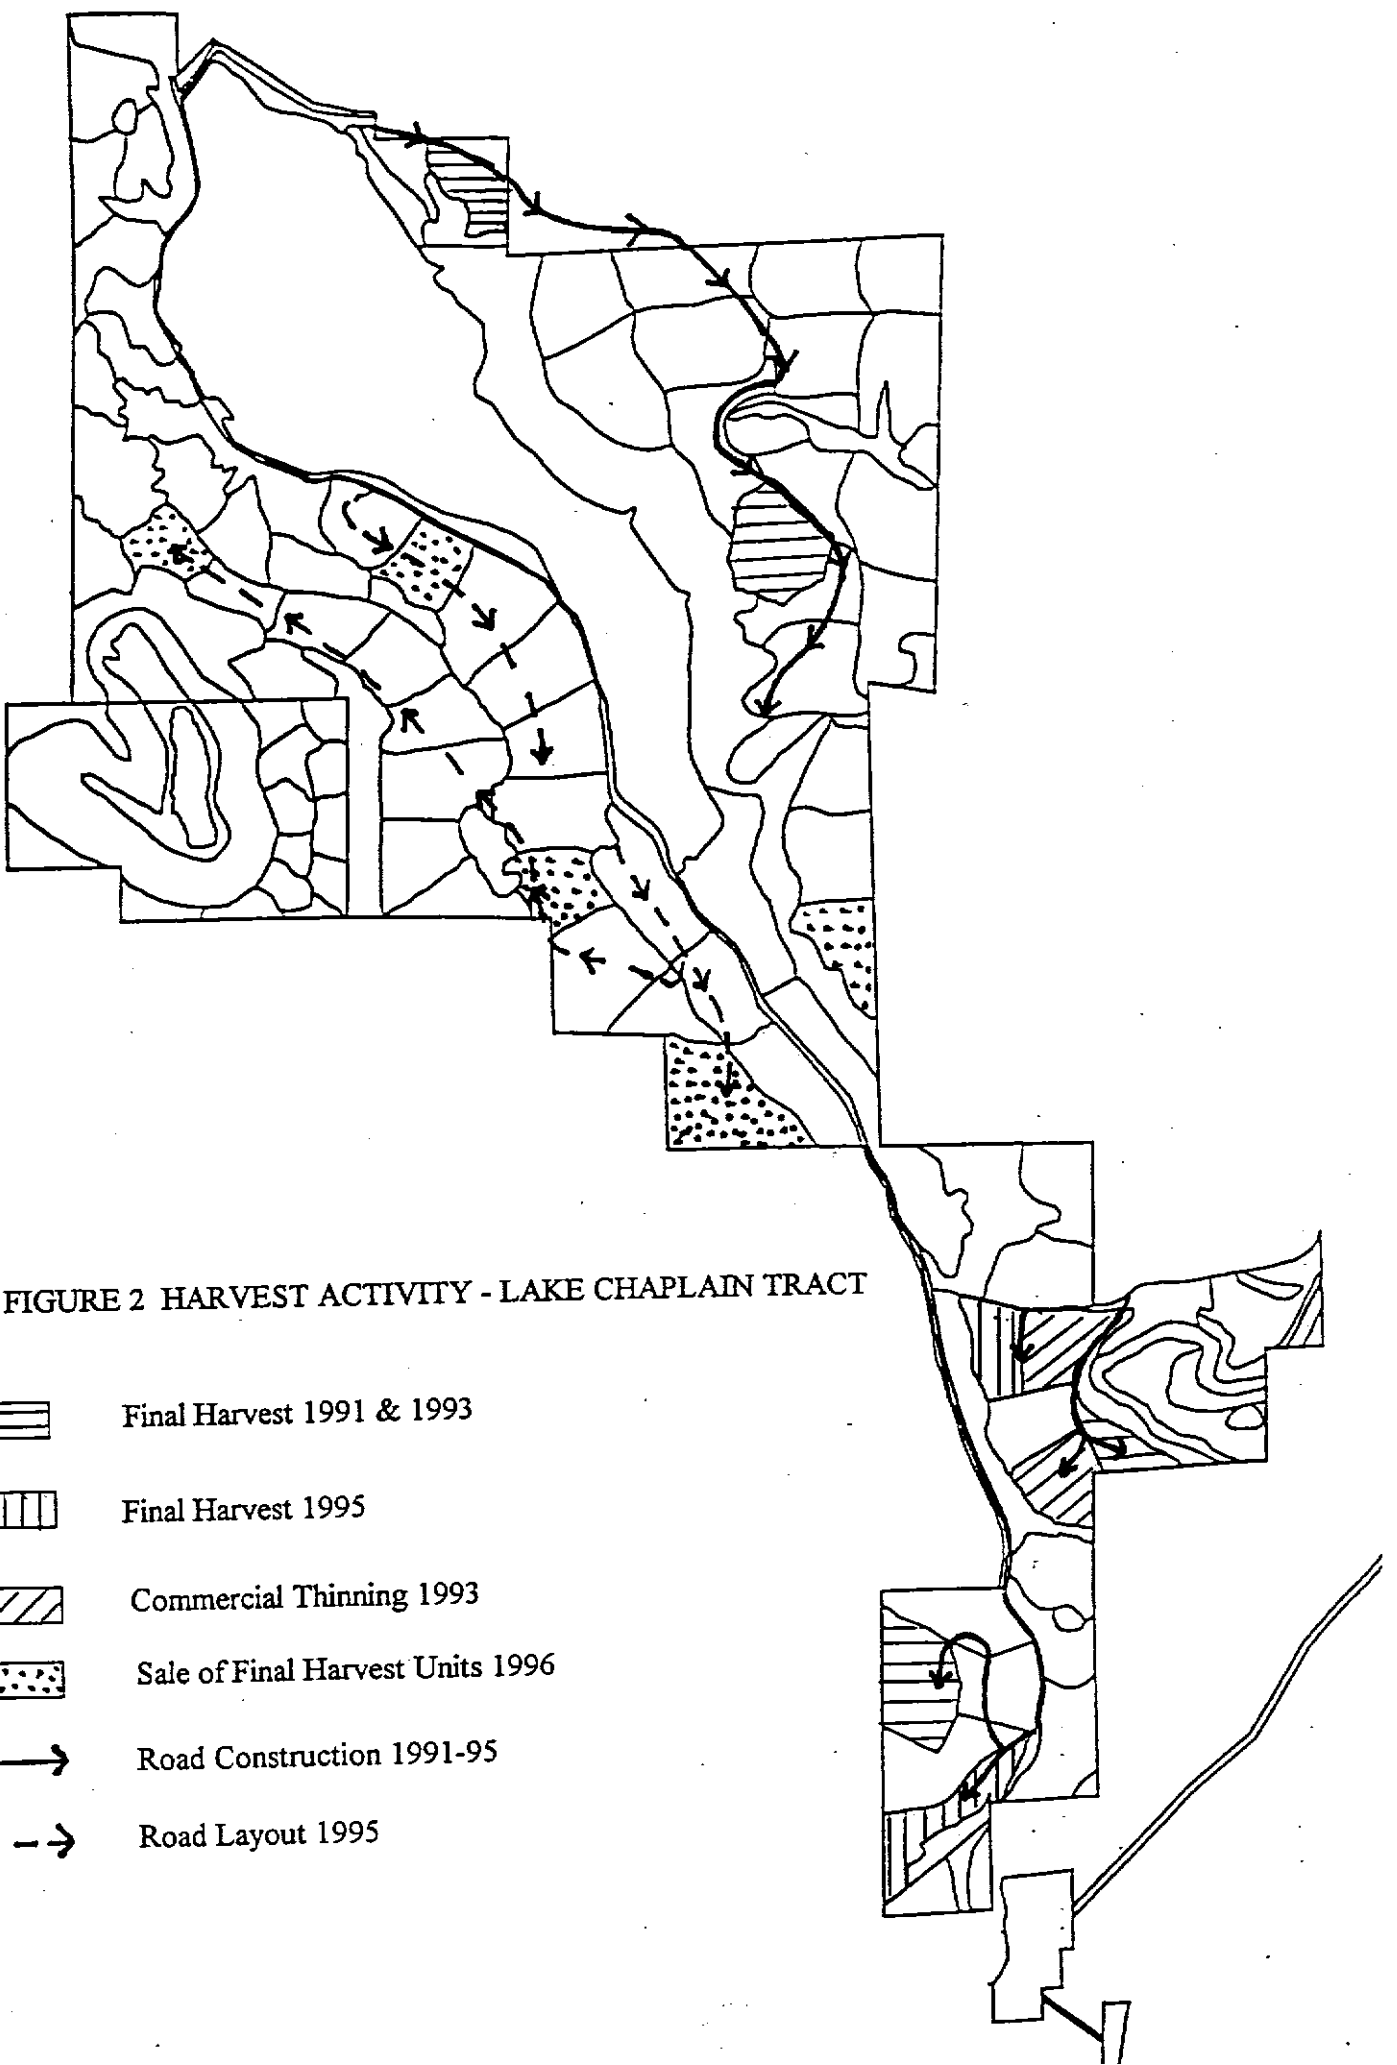 FIGURE 2 HARVEST ACTIVITY - LAKE CHAPLAIN TRACT
Final Harvest 1991 & 1993
Final Harvest 1995
Commercial Thinning 1993
Sale of Final Harvest Units 1996
Road Construction 1991-95
Road Layout 1995